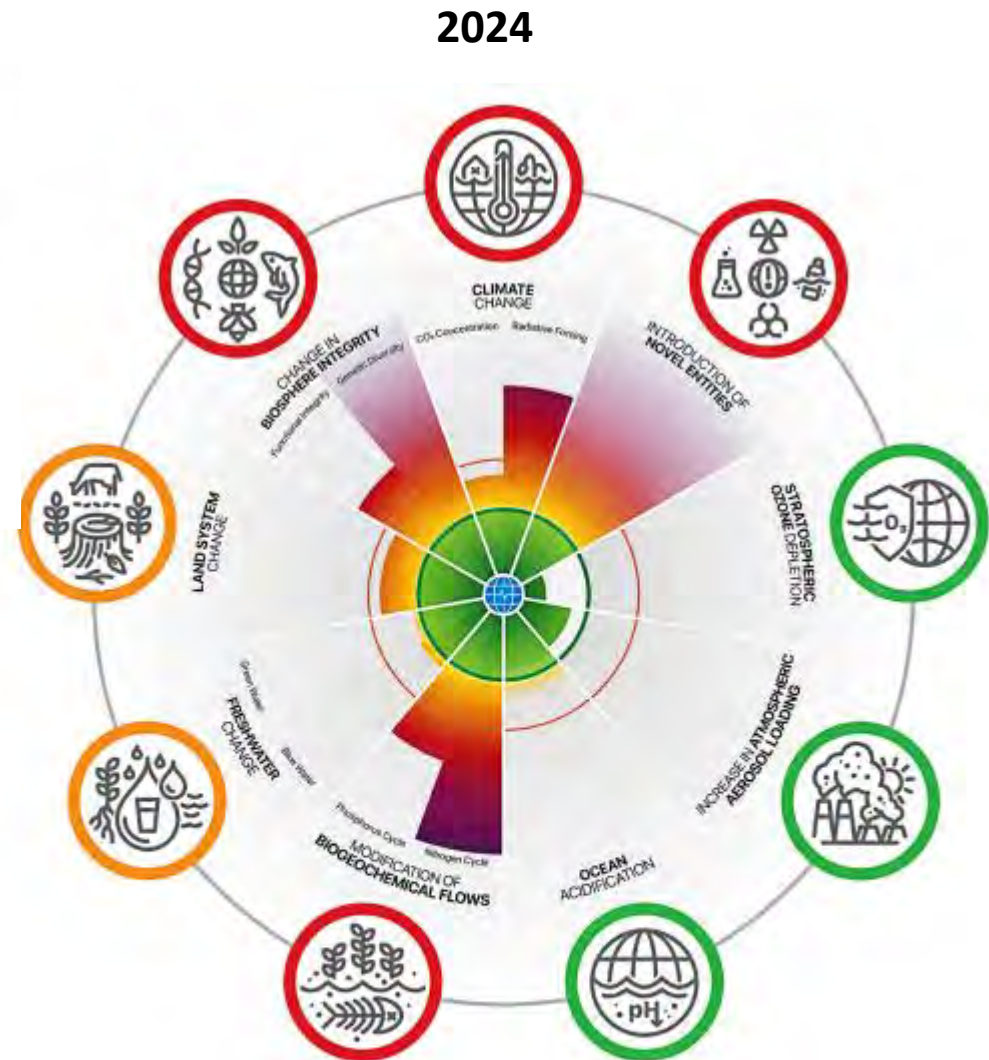 2024
CLIMATE
CHANGE
CO₂ Concentration
Radiative Forcing
INTRODUCTION OF
NOVEL ENTITIES
STRATOSPHERIC
OZONE DEPLETION
O₃
INCREASE IN ATMOSPHERIC
AEROSOL LOADING
OCEAN
ACIDIFICATION
pH
MODIFICATION OF
BIOGEOCHEMICAL FLOWS
Phosphorus Cycle
Nitrogen Cycle
FRESHWATER
CHANGE
Green Water
Blue Water
LAND SYSTEM
CHANGE
CHANGE IN
BIOSPHERE INTEGRITY
Functional Integrity
Genetic Diversity